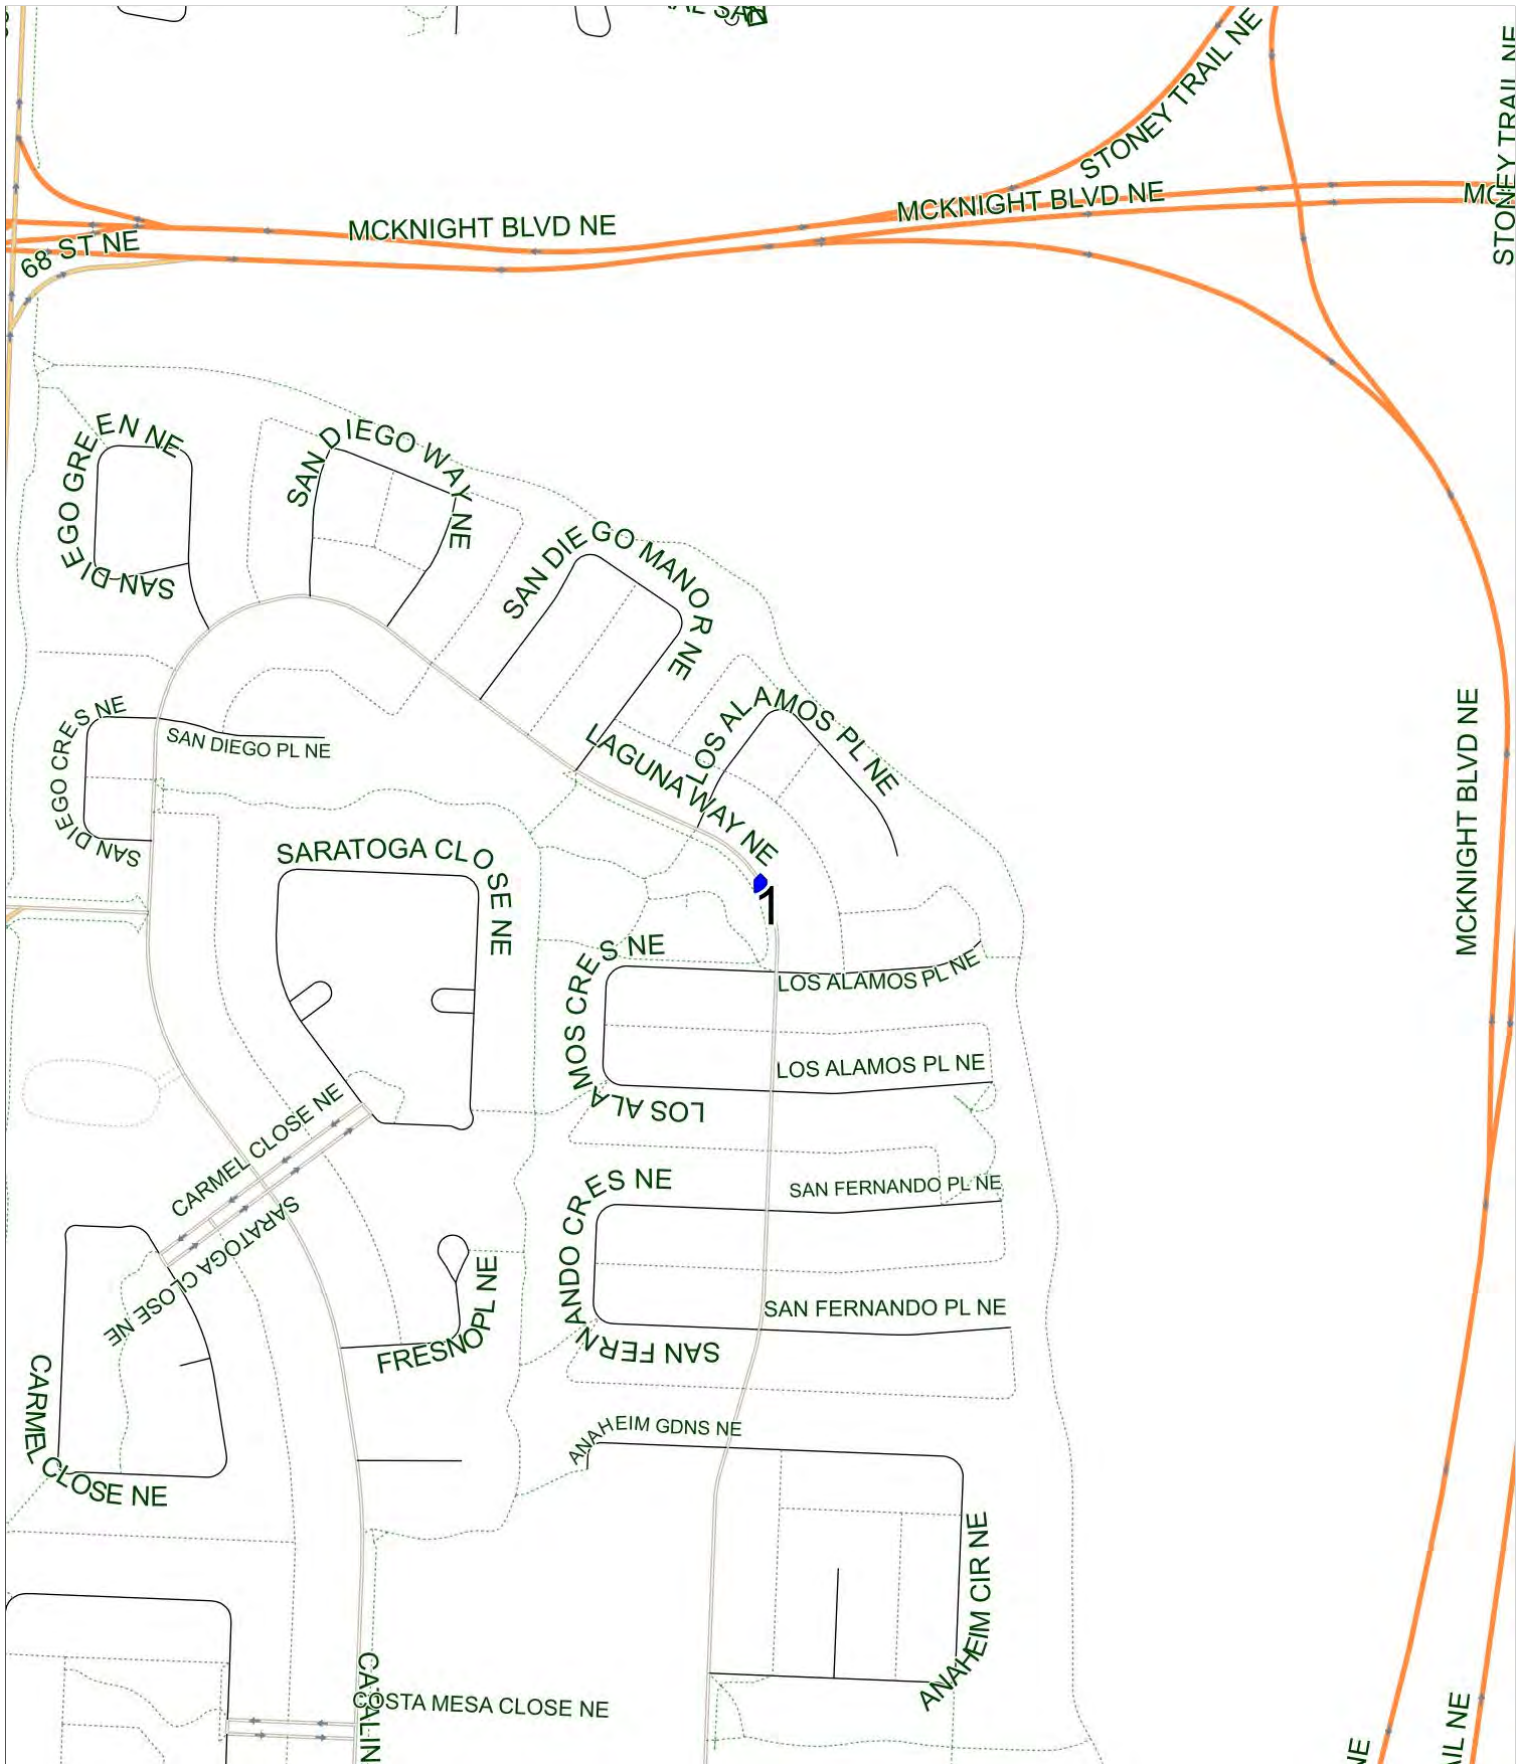 STONEY TRAIL NE
STONEY TRAIL NE
MCKNIGHT BLVD NE
MCKNIGHT BLVD NE
68 ST NE
SAN DIEGO GREEN NE
SAN DIEGO WAY NE
SAN DIEGO MANOR NE
LOS ALAMOS PL NE
SAN DIEGO CRES NE
SAN DIEGO PL NE
LAGUNA WAY NE
MCKNIGHT BLVD NE
SARATOGA CLOSE NE
1
LOS ALAMOS CRES NE
LOS ALAMOS PL NE
LOS ALAMOS PL NE
CARMEL CLOSE NE
SARATOGA CLOSE NE
SAN FERNANDO CRES NE
SAN FERNANDO PL NE
SAN FERNANDO PL NE
FRESNO PL NE
CARMEL CLOSE NE
ANAHEIM GDNS NE
ANAHEIM CIR NE
COSTA MESA CLOSE NE
CATALIN
NE
AIL NE